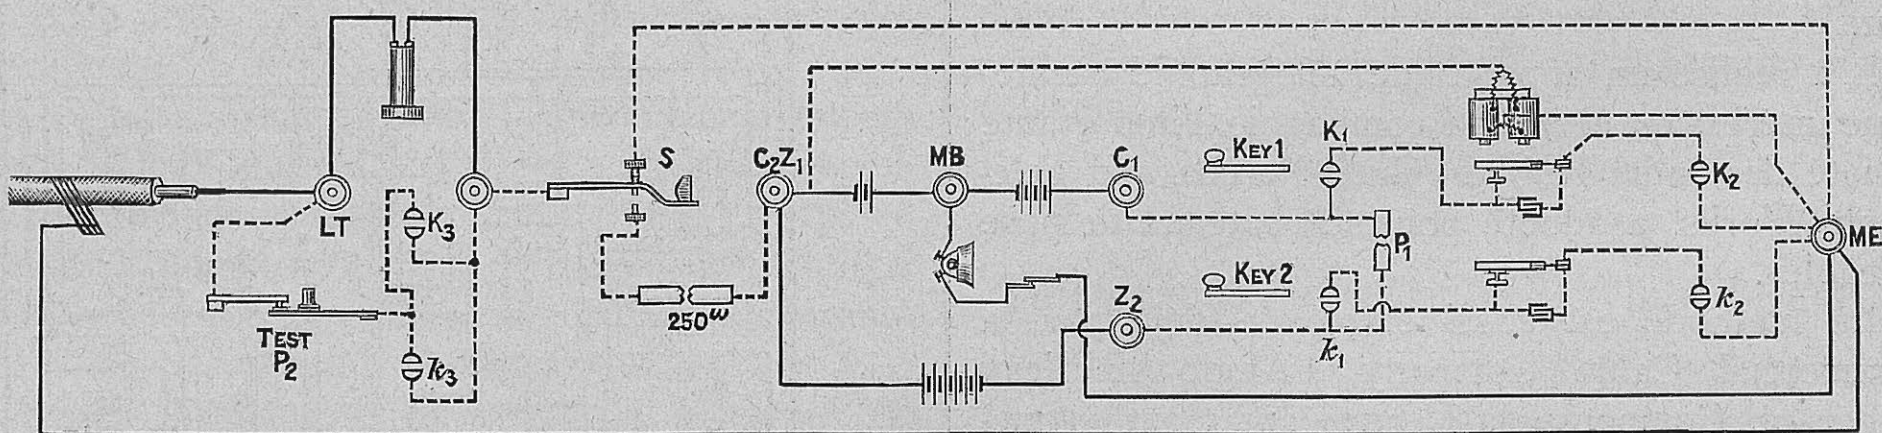 LT
K3
TEST
P2
k3
S
250ω
C2Z1
MB
C1
KEY 1
K1
P1
KEY 2
Z2
k1
K2
k2
ME